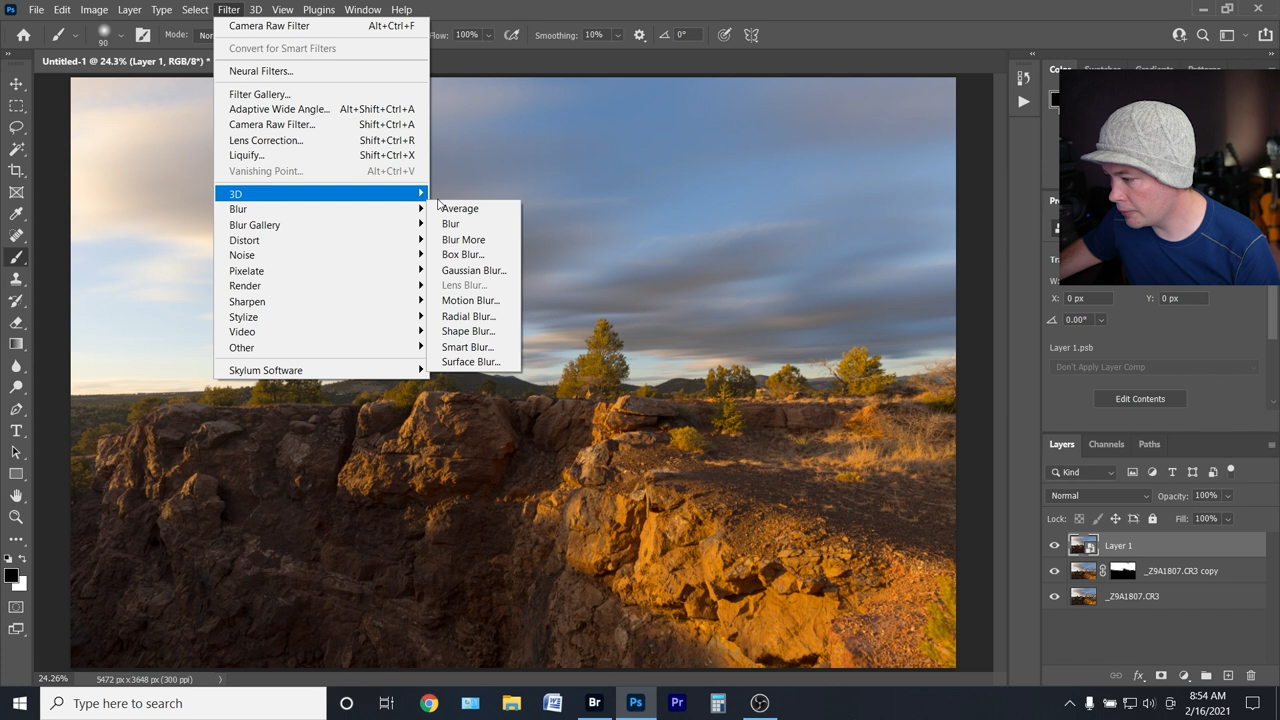 Ps File Edit Image Layer Type Select Filter 3D View Plugins Window Help
90 Mode: Flow: 100% Smoothing: 10% 0°
Untitled-1 @ 24.3% (Layer 1, RGB/8*) *
Camera Raw Filter Alt+Ctrl+F
Convert for Smart Filters
Neural Filters...
Filter Gallery...
Adaptive Wide Angle... Alt+Shift+Ctrl+A
Camera Raw Filter... Shift+Ctrl+A
Lens Correction... Shift+Ctrl+R
Liquify... Shift+Ctrl+X
Vanishing Point... Alt+Ctrl+V
3D
Blur
Blur Gallery
Distort
Noise
Pixelate
Render
Sharpen
Stylize
Video
Other
Skylum Software
Average
Blur
Blur More
Box Blur...
Gaussian Blur...
Lens Blur...
Motion Blur...
Radial Blur...
Shape Blur...
Smart Blur...
Surface Blur...
X: 0 px Y: 0 px
0.00°
Layer 1.psb
Don't Apply Layer Comp
Edit Contents
Layers Channels Paths
Kind
Normal Opacity: 100%
Lock: Fill: 100%
Layer 1
_Z9A1807.CR3 copy
_Z9A1807.CR3
24.26% 5472 px x 3648 px (300 ppi)
Type here to search
Br Ps Pr
8:54 AM
2/16/2021